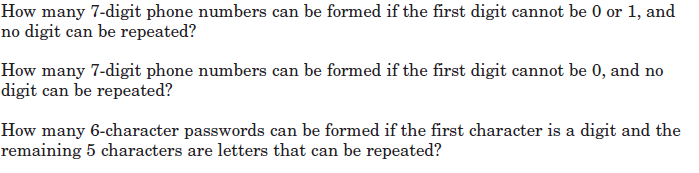 How many 7-digit phone numbers can be formed if the first digit cannot be 0 or 1, and
no digit can be repeated?
How many 7-digit phone numbers can be formed if the first digit cannot be 0, and no
digit can be repeated?
How many 6-character passwords can be formed if the first character is a digit and the
remaining 5 characters are letters that can be repeated?